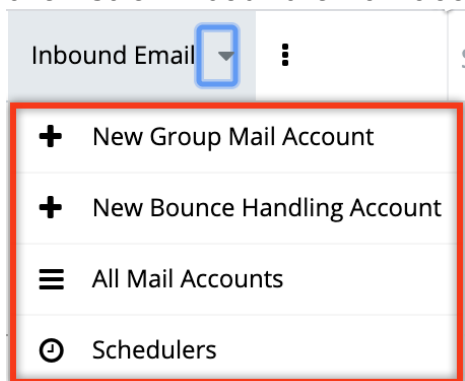 Inbound Email
New Group Mail Account
New Bounce Handling Account
All Mail Accounts
Schedulers